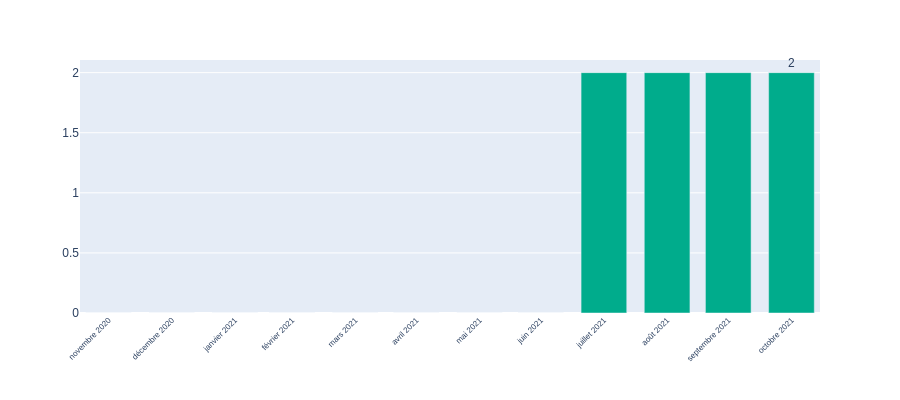 2
2
1.5
1
0.5
0
novembre 2020
décembre 2020
janvier 2021
février 2021
mars 2021
avril 2021
mai 2021
juin 2021
juillet 2021
août 2021
septembre 2021
octobre 2021